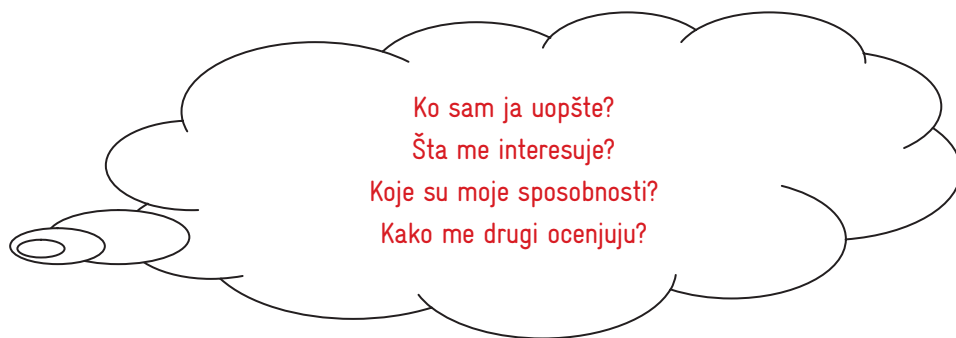 Ko sam ja uopšte?
Šta me interesuje?
Koje su moje sposobnosti?
Kako me drugi ocenjuju?